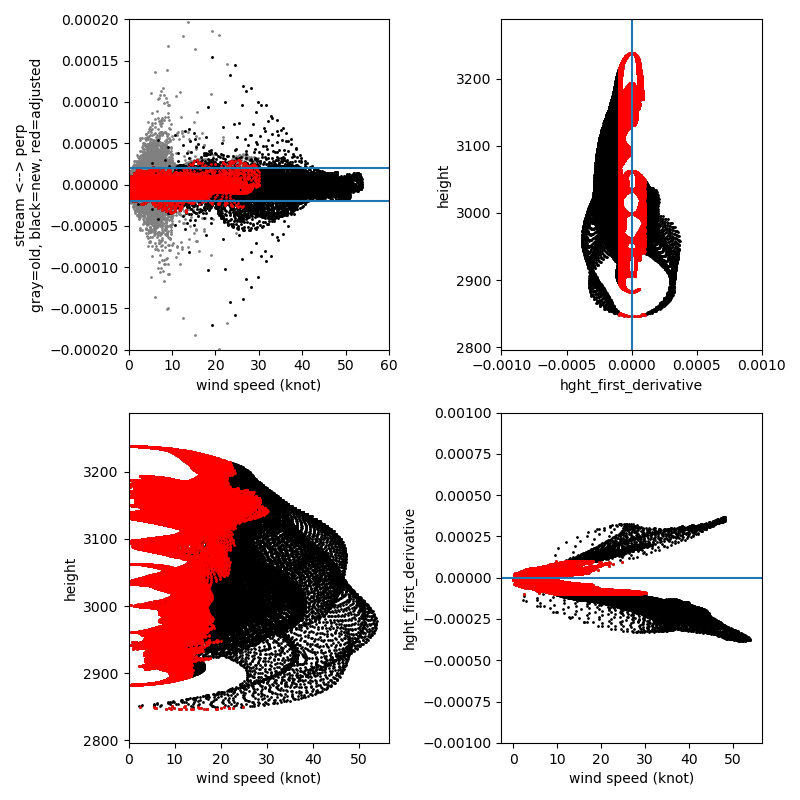 0.00020
0.00015
0.00010
0.00005
0.00000
−0.00005
−0.00010
−0.00015
−0.00020
stream <--> perp
gray=old, black=new, red=adjusted
0 10 20 30 40 50 60
wind speed (knot)
3200
3100
3000
2900
2800
height
−0.0010 −0.0005 0.0000 0.0005 0.0010
hght_first_derivative
3200
3100
3000
2900
2800
height
0 10 20 30 40 50
wind speed (knot)
0.00100
0.00075
0.00050
0.00025
0.00000
−0.00025
−0.00050
−0.00075
−0.00100
hght_first_derivative
0 10 20 30 40 50
wind speed (knot)